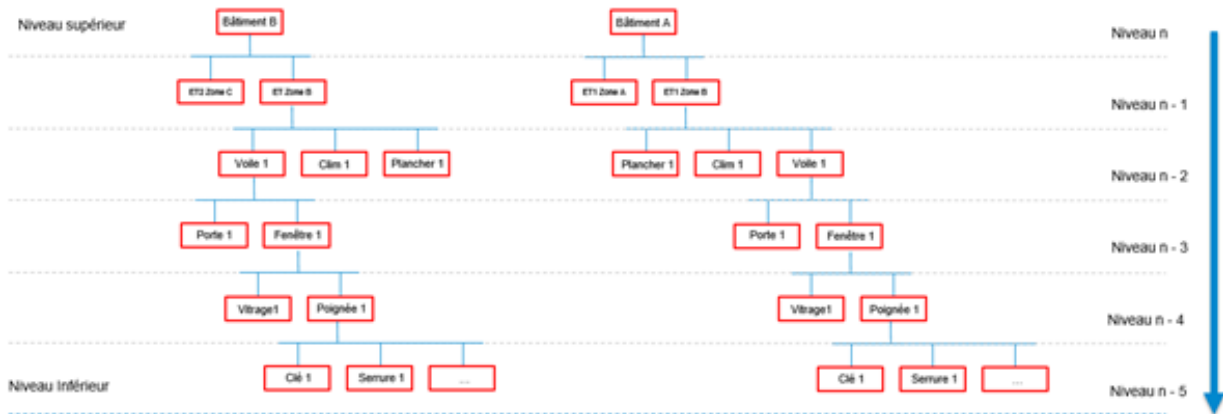 Niveau supérieur
Bâtiment B
Bâtiment A
Niveau n
ET2 Zone C
ET Zone B
ET1 Zone A
ET1 Zone B
Niveau n - 1
Voile 1
Clim 1
Plancher 1
Plancher 1
Clim 1
Voile 1
Niveau n - 2
Porte 1
Fenêtre 1
Porte 1
Fenêtre 1
Niveau n - 3
Vitrage1
Poignée 1
Vitrage1
Poignée 1
Niveau n - 4
Clé 1
Serrure 1
...
Clé 1
Serrure 1
...
Niveau Inférieur
Niveau n - 5